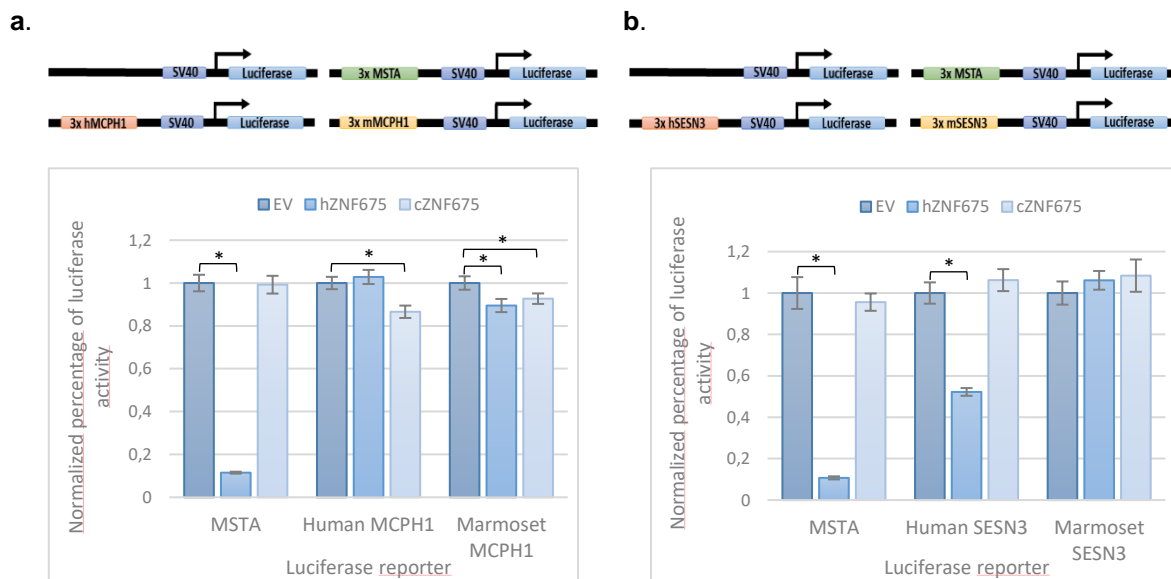 a.
SV40 Luciferase 3x MSTA SV40 Luciferase
3x hMCPH1 SV40 Luciferase 3x mMCPH1 SV40 Luciferase
EV hZNF675 cZNF675
Normalized percentage of luciferase
activity
1,2
1
0,8
0,6
0,4
0,2
0
*
*
*
*
MSTA Human MCPH1 Marmoset
MCPH1
Luciferase reporter
b.
SV40 Luciferase 3x MSTA SV40 Luciferase
3x hSESN3 SV40 Luciferase 3x mSESN3 SV40 Luciferase
EV hZNF675 cZNF675
Normalized percentage of luciferase
activity
1,2
1
0,8
0,6
0,4
0,2
0
*
*
MSTA Human SESN3 Marmoset
SESN3
Luciferase reporter